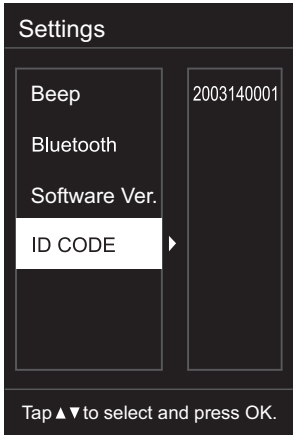 Settings
Beep
2003140001
Bluetooth
Software Ver.
ID CODE
Tap▲▼to select and press OK.